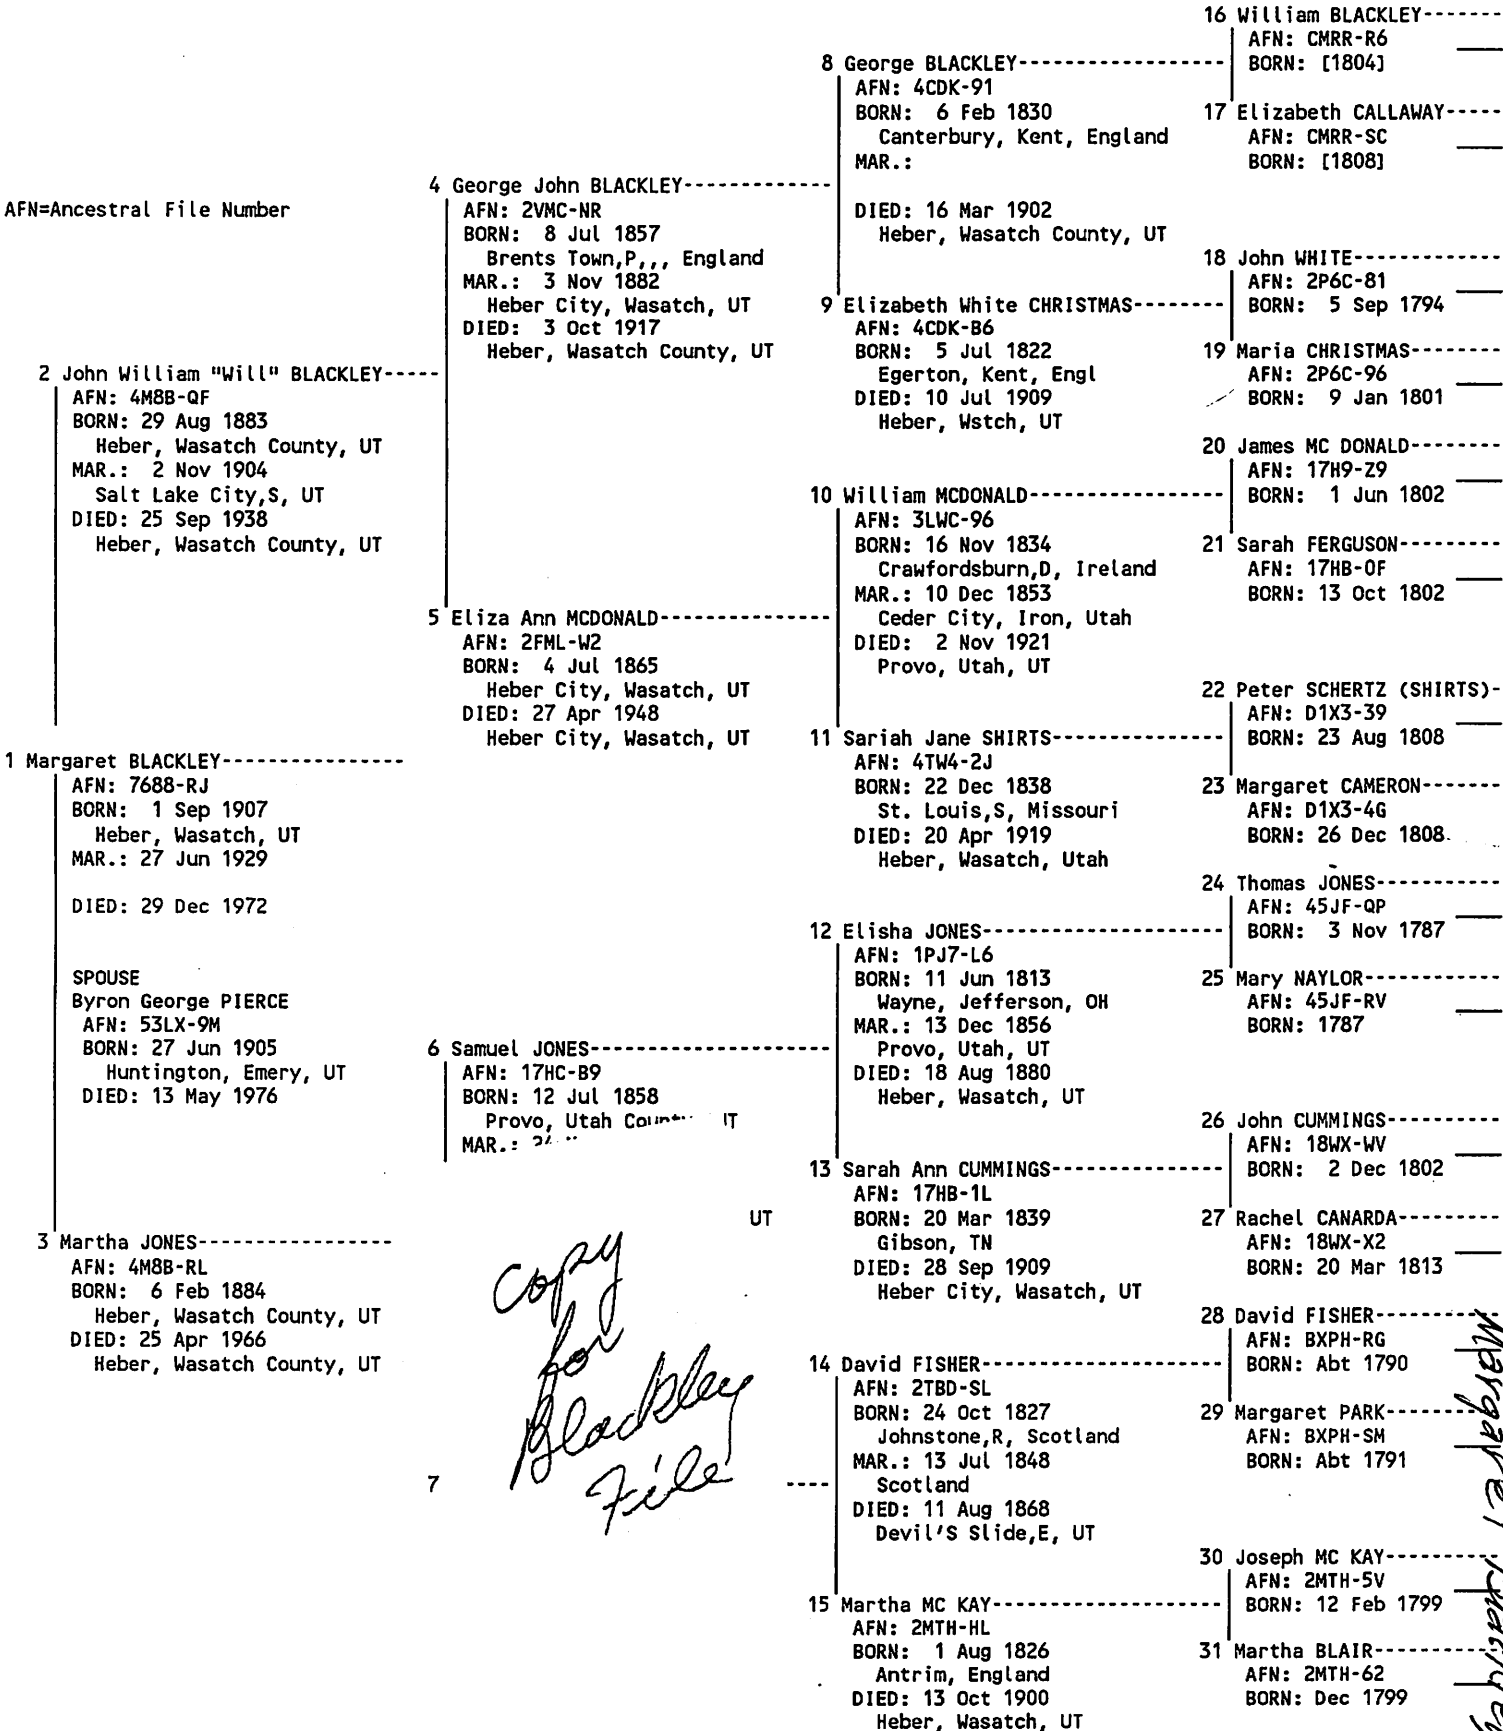 AFN=Ancestral File Number
1 Margaret BLACKLEY----------------
AFN: 7688-RJ
BORN: 1 Sep 1907
Heber, Wasatch, UT
MAR.: 27 Jun 1929
DIED: 29 Dec 1972
SPOUSE
Byron George PIERCE
AFN: 53LX-9M
BORN: 27 Jun 1905
Huntington, Emery, UT
DIED: 13 May 1976
2 John William "Will" BLACKLEY-----
AFN: 4M8B-QF
BORN: 29 Aug 1883
Heber, Wasatch County, UT
MAR.: 2 Nov 1904
Salt Lake City,S, UT
DIED: 25 Sep 1938
Heber, Wasatch County, UT
3 Martha JONES-----------------
AFN: 4M8B-RL
BORN: 6 Feb 1884
Heber, Wasatch County, UT
DIED: 25 Apr 1966
Heber, Wasatch County, UT
4 George John BLACKLEY-------------
AFN: 2VMC-NR
BORN: 8 Jul 1857
Brents Town,P,,, England
MAR.: 3 Nov 1882
Heber City, Wasatch, UT
DIED: 3 Oct 1917
Heber, Wasatch County, UT
5 Eliza Ann MCDONALD---------------
AFN: 2FML-W2
BORN: 4 Jul 1865
Heber City, Wasatch, UT
DIED: 27 Apr 1948
Heber City, Wasatch, UT
6 Samuel JONES---------------------
AFN: 17HC-B9
BORN: 12 Jul 1858
Provo, Utah
MAR.:
UT
copy
for
Blackley
File
7 ----
8 George BLACKLEY------------------
AFN: 4CDK-91
BORN: 6 Feb 1830
Canterbury, Kent, England
MAR.:
DIED: 16 Mar 1902
Heber, Wasatch County, UT
9 Elizabeth White CHRISTMAS--------
AFN: 4CDK-B6
BORN: 5 Jul 1822
Egerton, Kent, Engl
DIED: 10 Jul 1909
Heber, Wstch, UT
10 William MCDONALD-----------------
AFN: 3LWC-96
BORN: 16 Nov 1834
Crawfordsburn,D, Ireland
MAR.: 10 Dec 1853
Ceder City, Iron, Utah
DIED: 2 Nov 1921
Provo, Utah, UT
11 Sariah Jane SHIRTS---------------
AFN: 4TW4-2J
BORN: 22 Dec 1838
St. Louis,S, Missouri
DIED: 20 Apr 1919
Heber, Wasatch, Utah
12 Elisha JONES---------------------
AFN: 1PJ7-L6
BORN: 11 Jun 1813
Wayne, Jefferson, OH
MAR.: 13 Dec 1856
Provo, Utah, UT
DIED: 18 Aug 1880
Heber, Wasatch, UT
13 Sarah Ann CUMMINGS---------------
AFN: 17HB-1L
BORN: 20 Mar 1839
Gibson, TN
DIED: 28 Sep 1909
Heber City, Wasatch, UT
14 David FISHER---------------------
AFN: 2TBD-SL
BORN: 24 Oct 1827
Johnstone,R, Scotland
MAR.: 13 Jul 1848
Scotland
DIED: 11 Aug 1868
Devil'S Slide,E, UT
15 Martha MC KAY--------------------
AFN: 2MTH-HL
BORN: 1 Aug 1826
Antrim, England
DIED: 13 Oct 1900
Heber, Wasatch, UT
16 William BLACKLEY-------
AFN: CMRR-R6
BORN: [1804]
17 Elizabeth CALLAWAY-----
AFN: CMRR-SC
BORN: [1808]
18 John WHITE-------------
AFN: 2P6C-81
BORN: 5 Sep 1794
19 Maria CHRISTMAS--------
AFN: 2P6C-96
BORN: 9 Jan 1801
20 James MC DONALD--------
AFN: 17H9-Z9
BORN: 1 Jun 1802
21 Sarah FERGUSON---------
AFN: 17HB-0F
BORN: 13 Oct 1802
22 Peter SCHERTZ (SHIRTS)-
AFN: D1X3-39
BORN: 23 Aug 1808
23 Margaret CAMERON-------
AFN: D1X3-4G
BORN: 26 Dec 1808
24 Thomas JONES-----------
AFN: 45JF-QP
BORN: 3 Nov 1787
25 Mary NAYLOR------------
AFN: 45JF-RV
BORN: 1787
26 John CUMMINGS----------
AFN: 18WX-WV
BORN: 2 Dec 1802
27 Rachel CANARDA---------
AFN: 18WX-X2
BORN: 20 Mar 1813
28 David FISHER-----------
AFN: BXPH-RG
BORN: Abt 1790
29 Margaret PARK----------
AFN: BXPH-SM
BORN: Abt 1791
30 Joseph MC KAY----------
AFN: 2MTH-5V
BORN: 12 Feb 1799
31 Martha BLAIR-----------
AFN: 2MTH-62
BORN: Dec 1799
Margaret